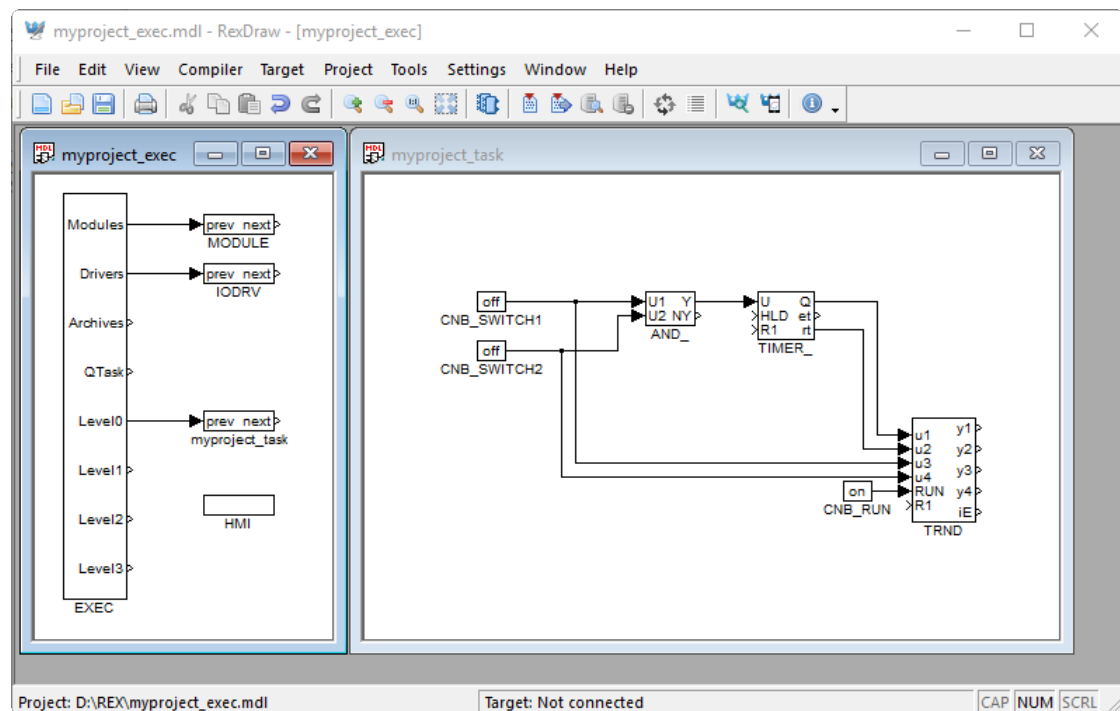 myproject_exec.mdl - RexDraw - [myproject_exec]
File Edit View Compiler Target Project Tools Settings Window Help
myproject_exec
Modules
prev next
MODULE
Drivers
prev next
IODRV
Archives
QTask
Level0
prev next
myproject_task
Level1
Level2
HMI
Level3
EXEC
myproject_task
off
CNB_SWITCH1
off
CNB_SWITCH2
U1 Y
U2 NY
AND_
U Q
HLD et
R1 rt
TIMER_
on
CNB_RUN
u1 y1
u2 y2
u3 y3
u4
RUN y4
R1 iE
TRND
Project: D:\REX\myproject_exec.mdl
Target: Not connected
CAP NUM SCRL